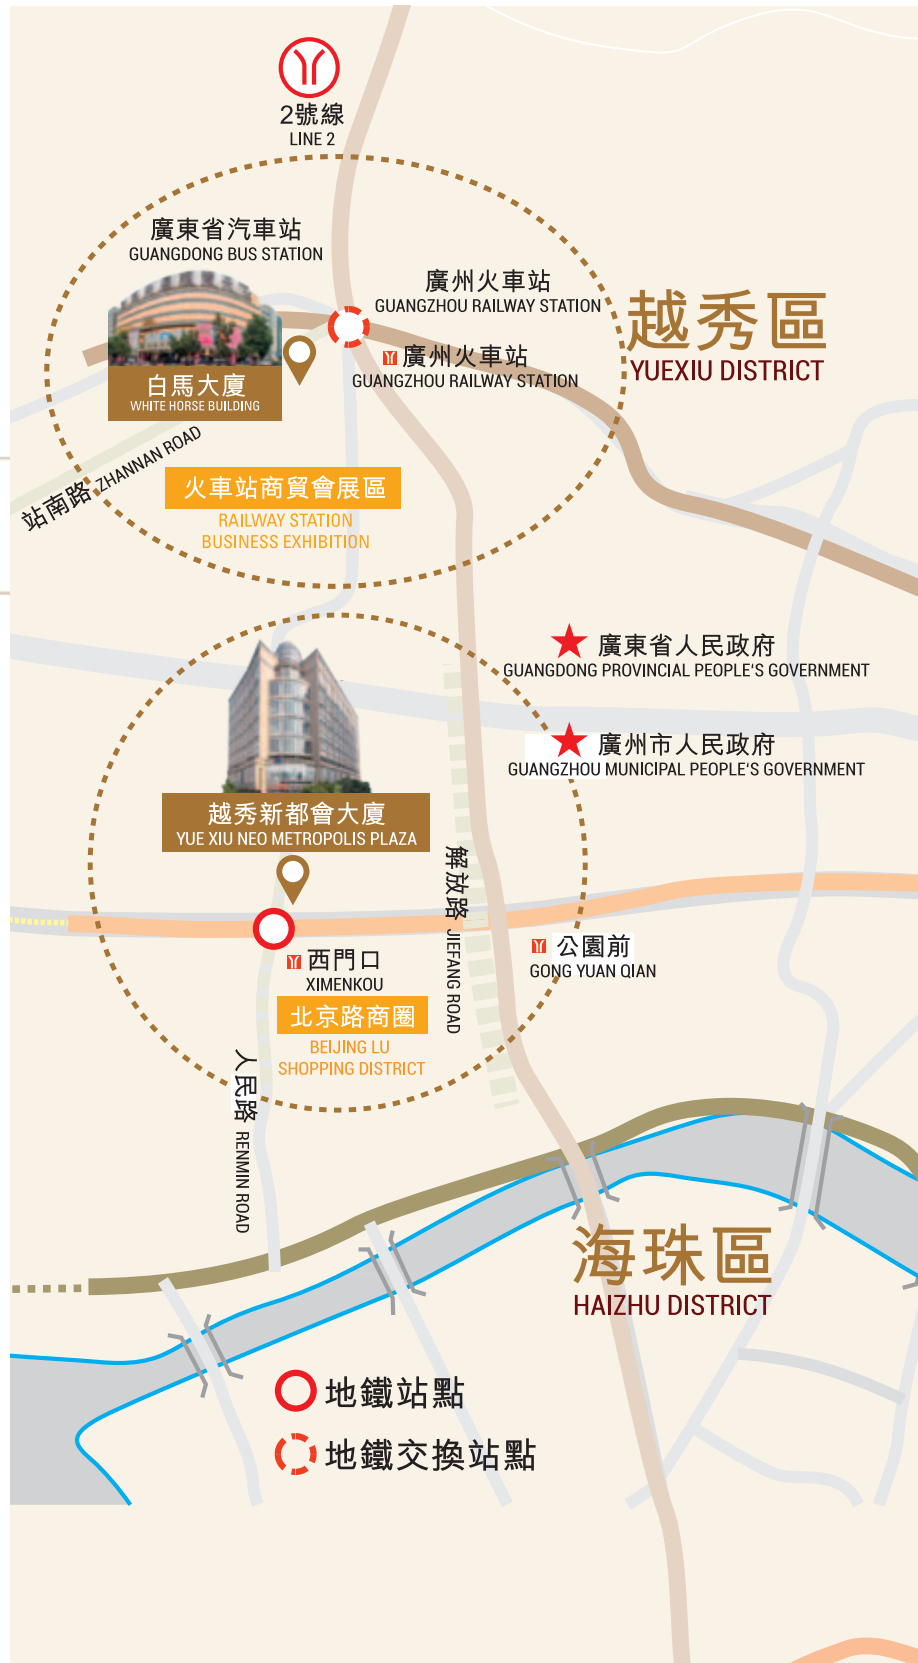 2號線
LINE 2
廣東省汽車站
GUANGDONG BUS STATION
廣州火車站
GUANGZHOU RAILWAY STATION
越秀區
YUEXIU DISTRICT
廣州火車站
GUANGZHOU RAILWAY STATION
白馬大廈
WHITE HORSE BUILDING
站南路 ZHANNAN ROAD
火車站商貿會展區
RAILWAY STATION
BUSINESS EXHIBITION
廣東省人民政府
GUANGDONG PROVINCIAL PEOPLE'S GOVERNMENT
廣州市人民政府
GUANGZHOU MUNICIPAL PEOPLE'S GOVERNMENT
越秀新都會大廈
YUE XIU NEO METROPOLIS PLAZA
解放路 JIEFANG ROAD
西門口
XIMENKOU
公園前
GONG YUAN QIAN
北京路商圈
BEIJING LU
SHOPPING DISTRICT
人民路 RENMIN ROAD
海珠區
HAIZHU DISTRICT
地鐵站點
地鐵交換站點